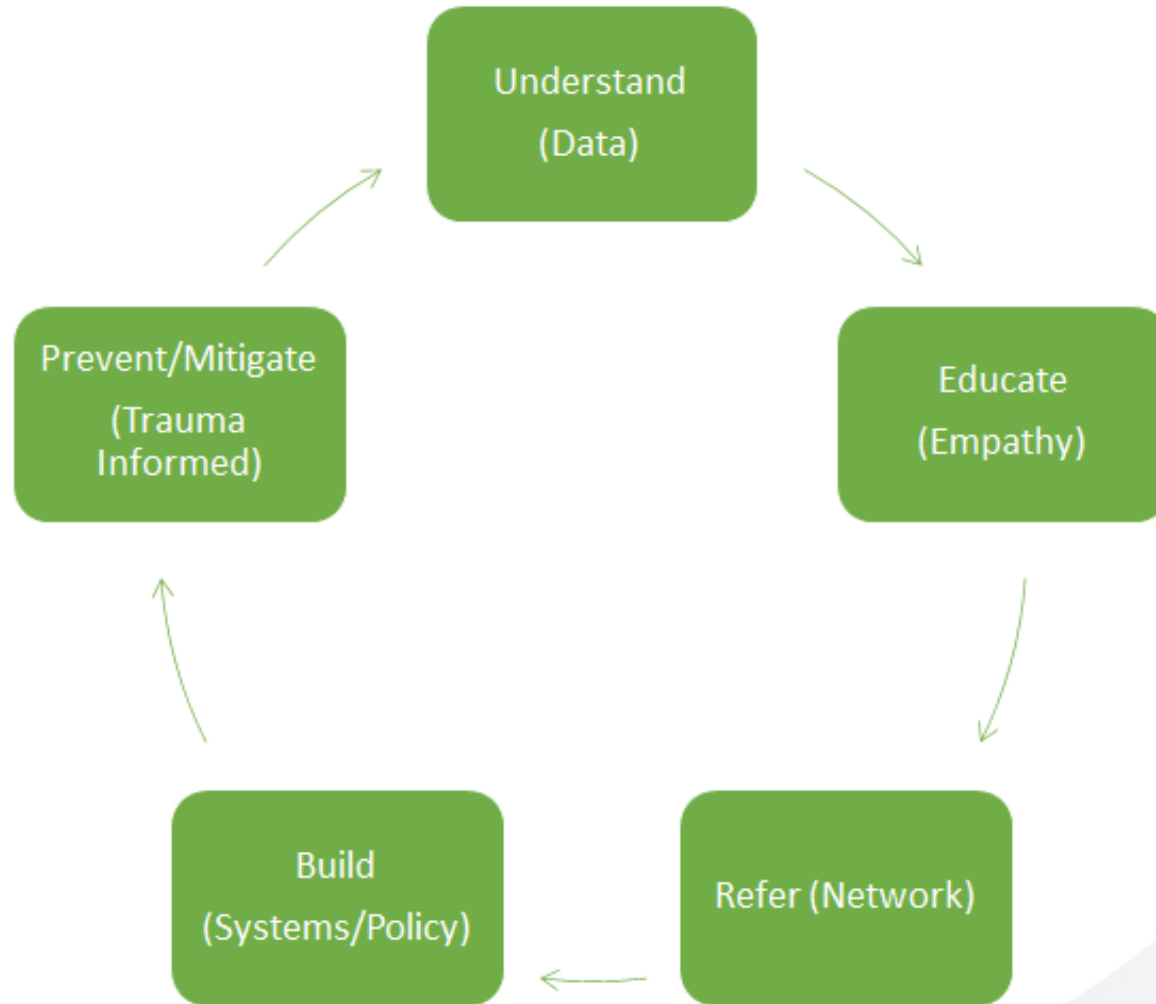 Understand
(Data)
Educate
(Empathy)
Refer (Network)
Build
(Systems/Policy)
Prevent/Mitigate
(Trauma
Informed)